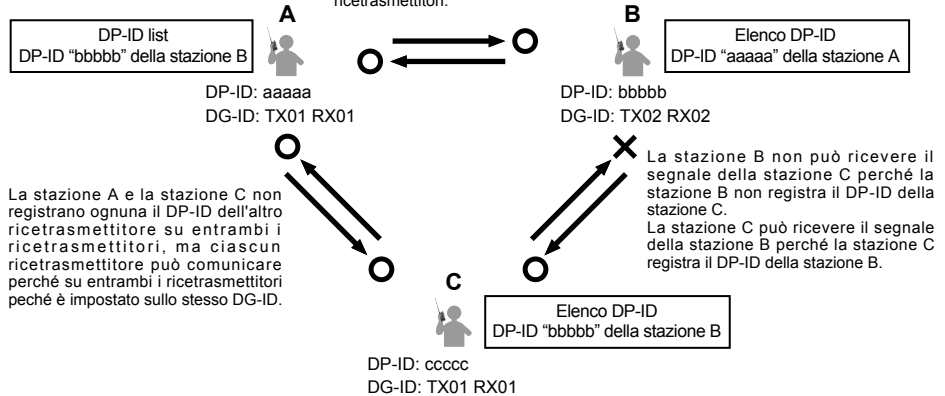 ricetrasmettitori.
A
B
DP-ID list
DP-ID “bbbbb” della stazione B
Elenco DP-ID
DP-ID “aaaaa” della stazione A
DP-ID: aaaaa
DG-ID: TX01 RX01
DP-ID: bbbbb
DG-ID: TX02 RX02
La stazione A e la stazione C non
registrano ognuna il DP-ID dell'altro
ricetrasmettitore su entrambi i
ricetrasmettitori, ma ciascun
ricetrasmettitore può comunicare
perché su entrambi i ricetrasmettitori
peché è impostato sullo stesso DG-ID.
La stazione B non può ricevere il
segnale della stazione C perché la
stazione B non registra il DP-ID della
stazione C.
La stazione C può ricevere il segnale
della stazione B perché la stazione C
registra il DP-ID della stazione B.
C
Elenco DP-ID
DP-ID “bbbbb” della stazione B
DP-ID: ccccc
DG-ID: TX01 RX01